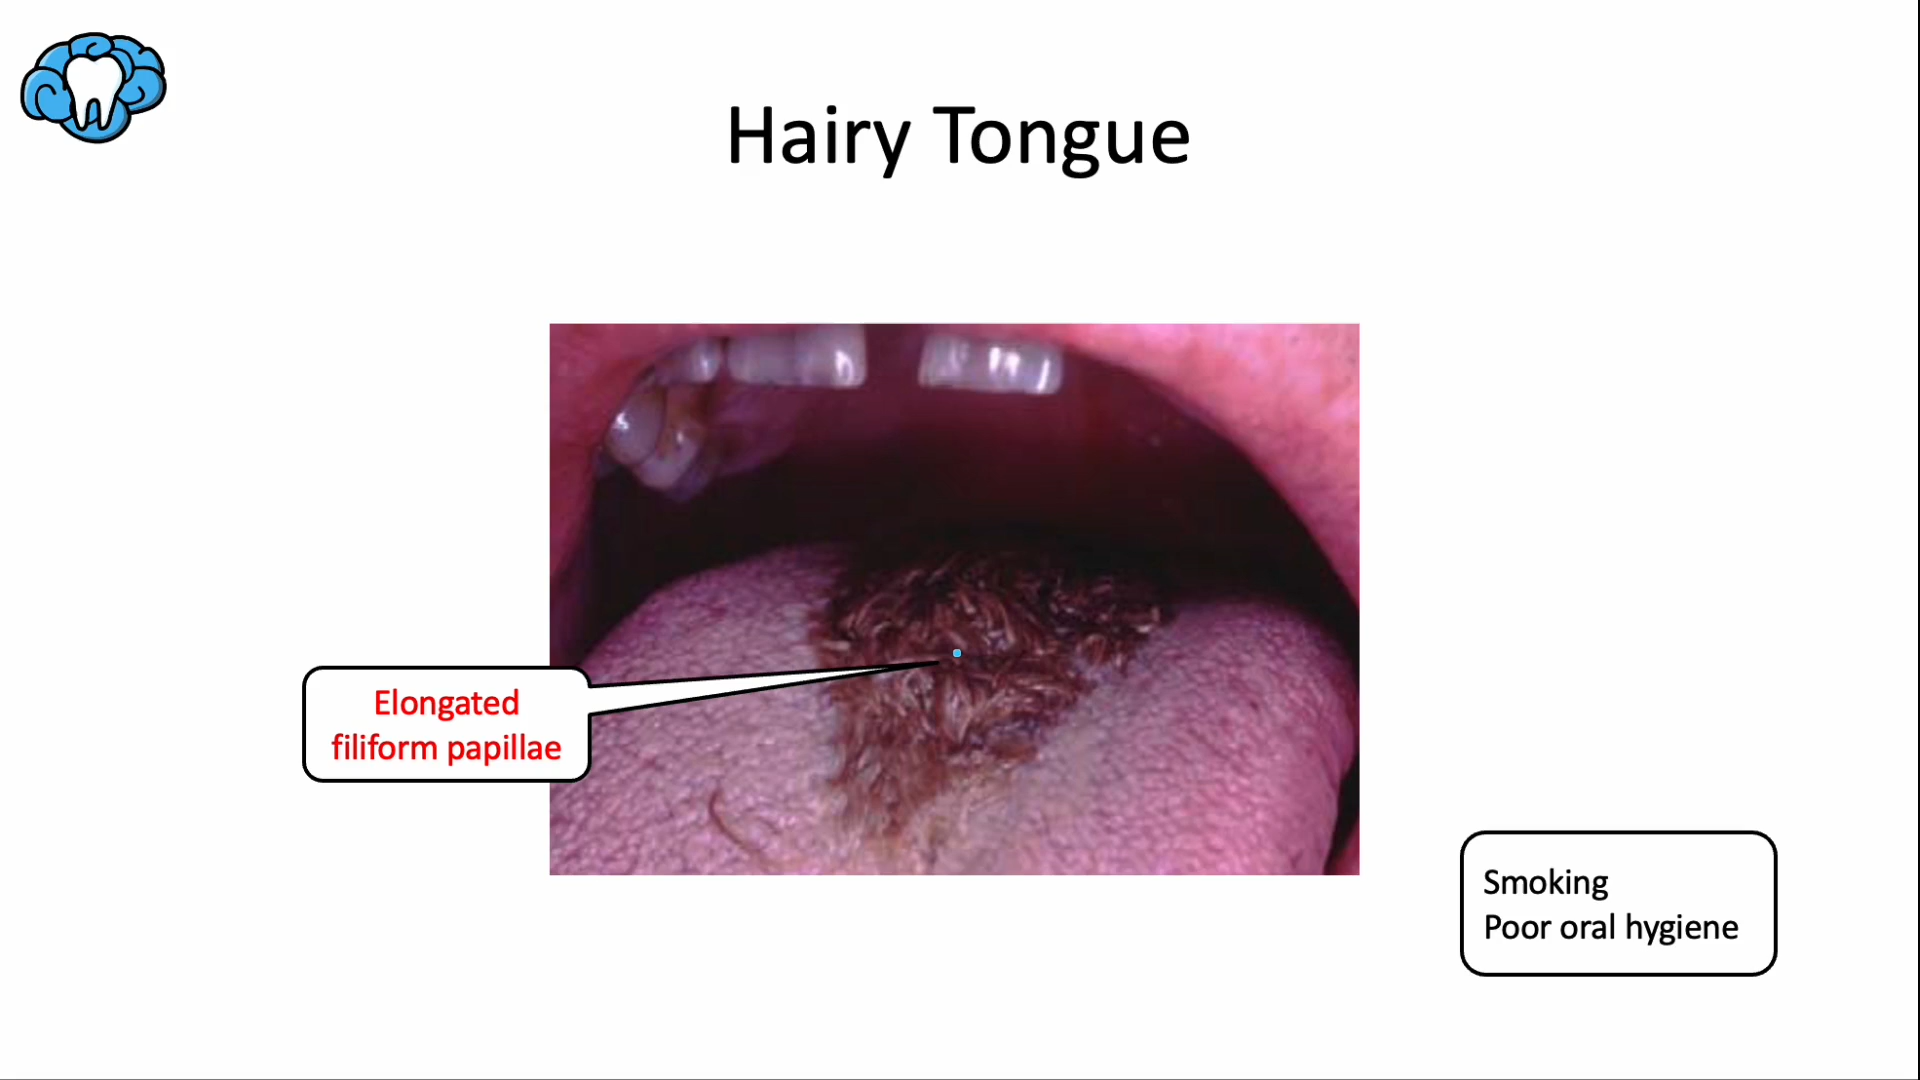 Hairy Tongue
Elongated
filiform papillae
Smoking
Poor oral hygiene